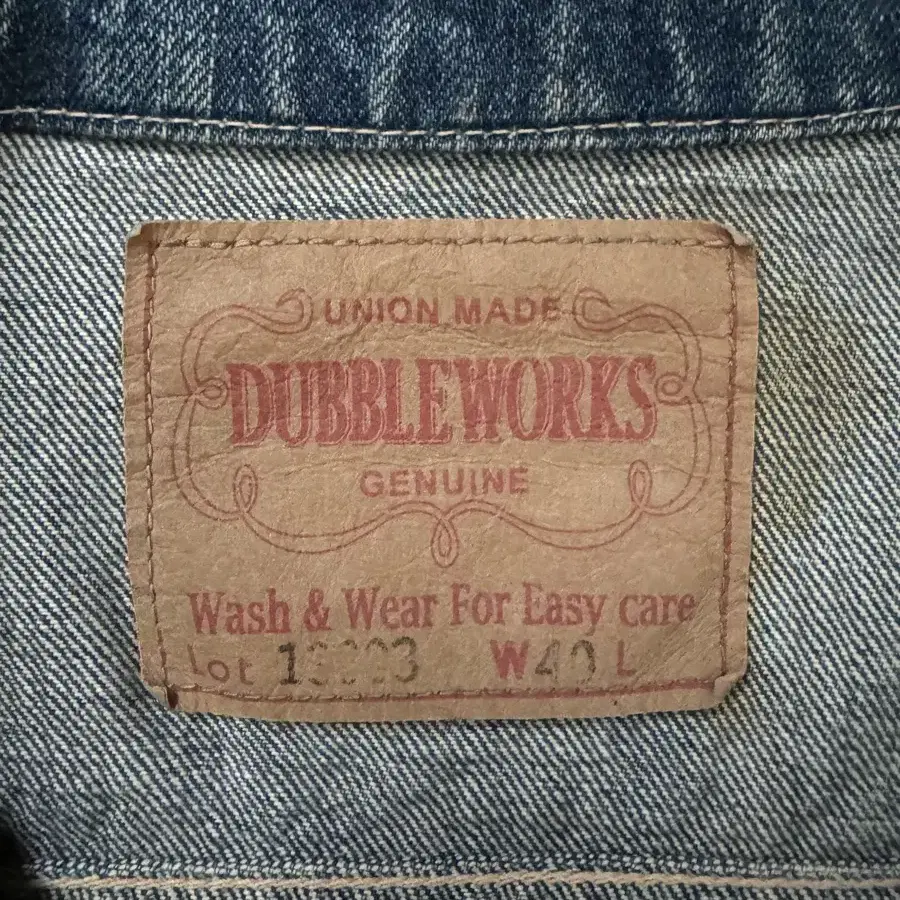 UNION MADE
DUBBLEWORKS
GENUINE
Wash & Wear For Easy care
Lot W40 L